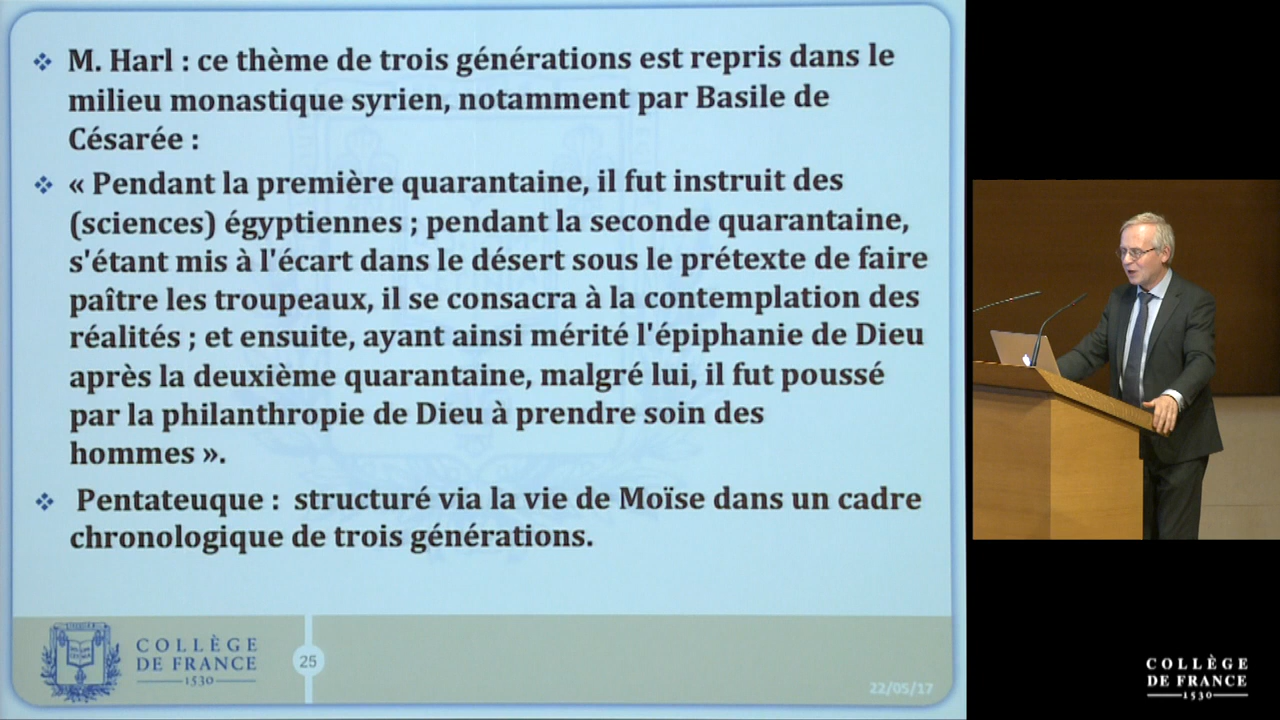 M. Harl : ce thème de trois générations est repris dans le
milieu monastique syrien, notamment par Basile de
Césarée :
« Pendant la première quarantaine, il fut instruit des
(sciences) égyptiennes ; pendant la seconde quarantaine,
s'étant mis à l'écart dans le désert sous le prétexte de faire
paître les troupeaux, il se consacra à la contemplation des
réalités ; et ensuite, ayant ainsi mérité l'épiphanie de Dieu
après la deuxième quarantaine, malgré lui, il fut poussé
par la philanthropie de Dieu à prendre soin des
hommes ».
Pentateuque : structuré via la vie de Moïse dans un cadre
chronologique de trois générations.
COLLÈGE
DE FRANCE
1530
25
22/05/17
COLLÈGE
DE FRANCE
1530